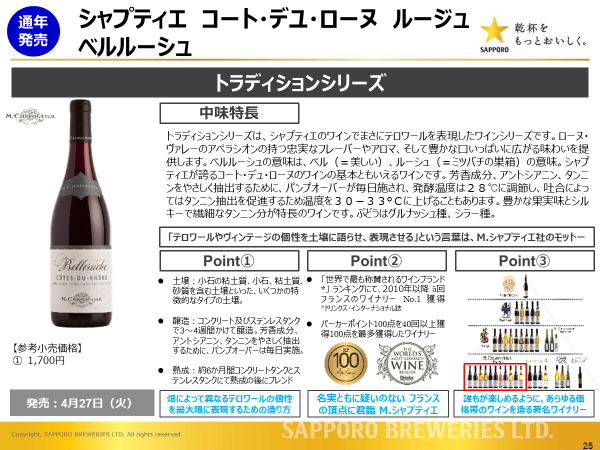 通年
発売
シャプティエ コート・デユ・ローヌ ルージュ
ベルルーシュ
SAPPORO
乾杯を
もっとおいしく。
トラディションシリーズ
M.CHAPOUTIER
中味特長
トラディションシリーズは、シャプティエのワインでまさにテロワールを表現したワインシリーズです。ローヌ・
ヴァレーのアペラシオンの持つ忠実なフレーバーやアロマ、そして豊かな口いっぱいに広がる味わいを提
供します。ベルルーシュの意味は、ベル（＝美しい）、ルーシュ（＝ミツバチの巣箱）の意味。シャプ
ティエが誇るコート・デュ・ローヌのワインの基本ともいえるワインです。芳香成分、アントシアニン、タンニ
ンをやさしく抽出するために、パンプオーバーが毎日施され、発酵温度は２８℃に調節し、吐合によっ
てはタンニン抽出を促進するため温度を３０－３３℃に上げることもあります。豊かな果実味とシル
キーで繊細なタンニン分が特長のワインです。ぶどうはグルナッシュ種、シラー種。
「テロワールやヴィンテージの個性を土壌に語らせ、表現させる」という言葉は、M.シャプティエ社のモットー
Belleruche
CÔTES-DU-RHÔNE
M.CHAPOUTIER
【参考小売価格】
① 1,700円
発売：4月27日（火）
Point①
● 土壌：小石の粘土質、小石、粘土質、
砂質を含む土壌といった、いくつかの特
徴的なタイプの土壌。
● 醸造：コンクリート及びステンレスタンク
で3～4週間かけて醸造。芳香成分、
アントシアニン、タンニンをやさしく抽出
するために、パンプオーバーは毎日実施。
● 熟成：約6か月間コンクリートタンクとス
テンレスタンクにて熟成の後にブレンド
畑によって異なるテロワールの個性
を最大限に表現するための造り方
Point②
• 「世界で最も称賛されるワインブランド
*」ランキングにて、2010年以降 5回
フランスのワイナリー No.1 獲得
*ドリンクス・インターナショナル誌
• パーカーポイント100点を40回以上獲
得100点を最多獲得したワイナリー
RP
100
THE
WORLD'S
MOST ADMIRED
WINE
BRANDS
Drinks
名実ともに疑いのない フランス
の頂点に君臨 M.シャプティエ
Point③
誰もが楽しめるように、あらゆる価
格帯のワインを造る著名ワイナリー
Copyright, SAPPORO BREWERIES LTD. All rights reserved.
SAPPORO BREWERIES LTD.
25